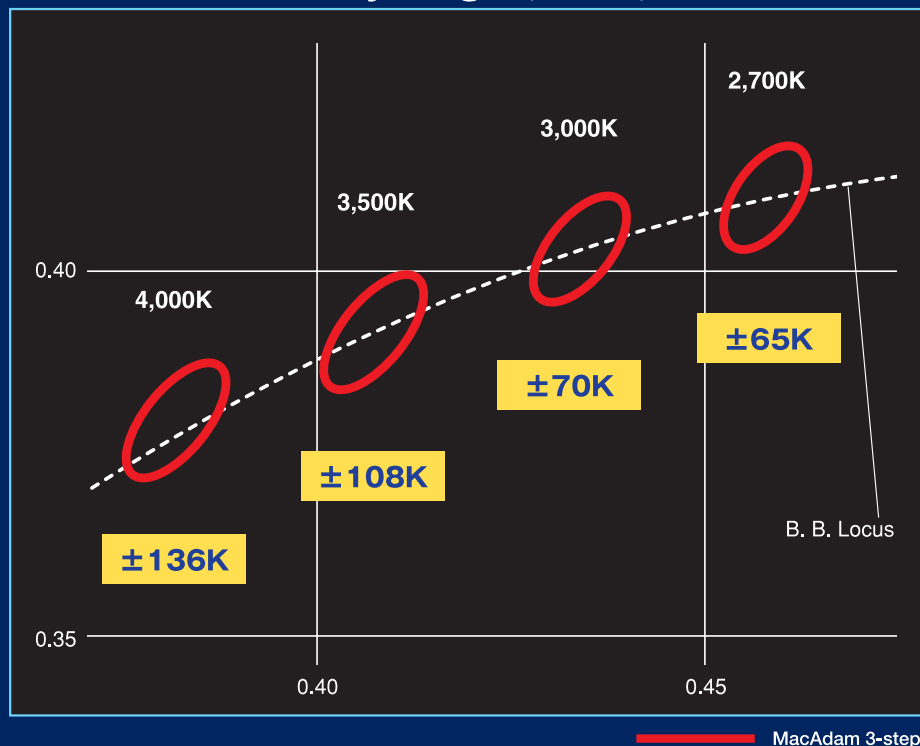 2,700K
3,000K
3,500K
0.40
4,000K
±65K
±70K
±108K
B. B. Locus
±136K
0.35
0.40
0.45
MacAdam 3-step